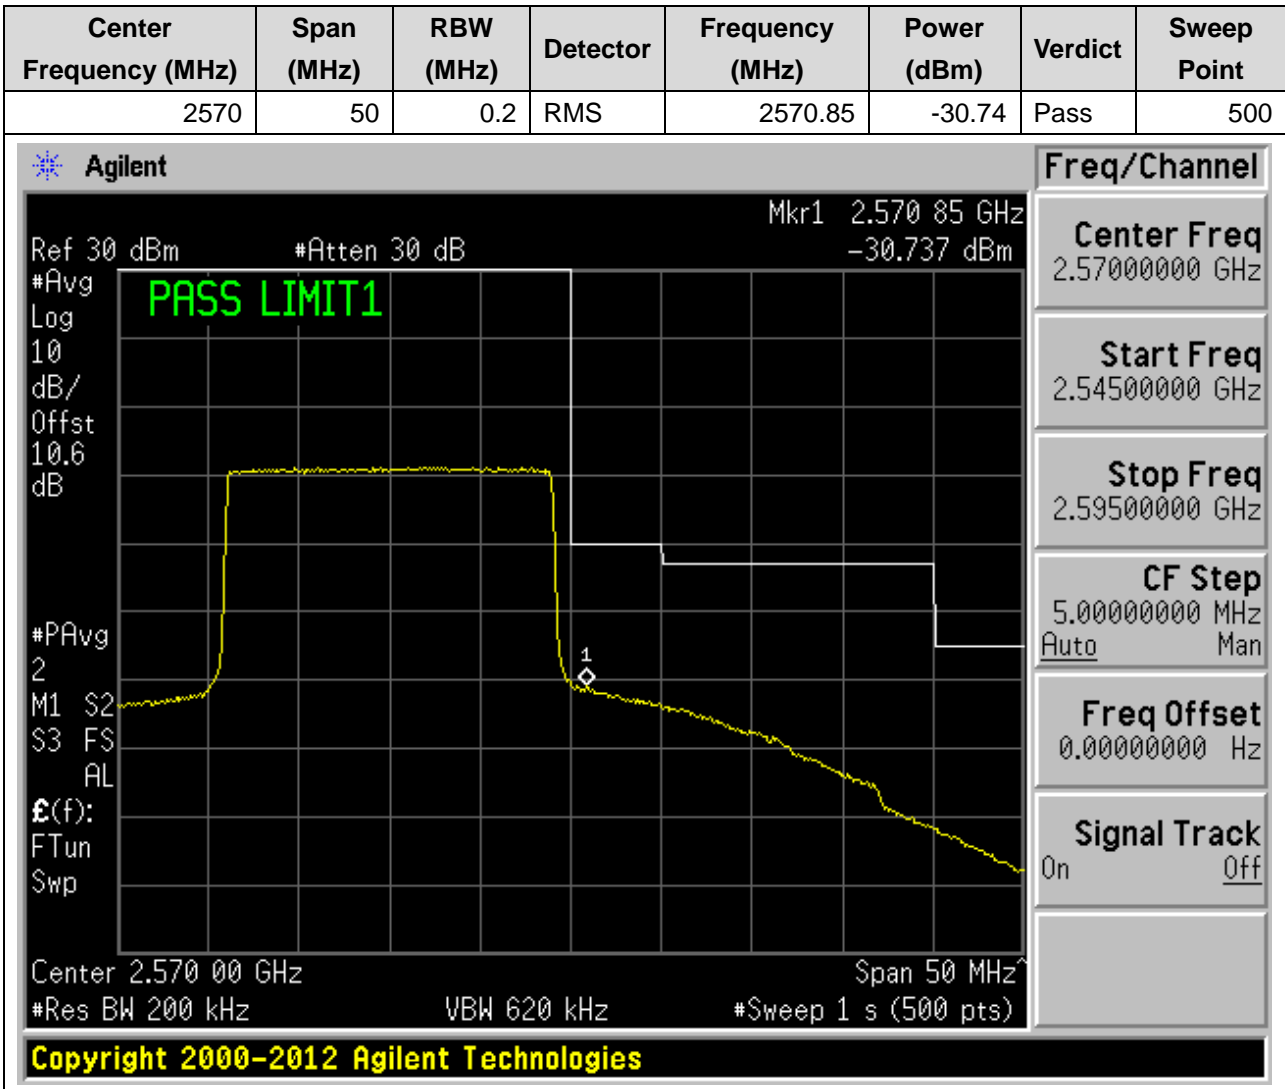 Center Frequency (MHz) Span (MHz) RBW (MHz) Detector Frequency (MHz) Power (dBm) Verdict Sweep Point
2570 50 0.2 RMS 2570.85 -30.74 Pass 500
Agilent
Freq/Channel
Mkr1 2.570 85 GHz
Ref 30 dBm #Atten 30 dB -30.737 dBm
#Avg
Log
10
dB/
Offst
10.6
dB
PASS LIMIT1
#PAvg
2
M1 S2
S3 FS
AL
£(f):
FTun
Swp
1
Center 2.570 00 GHz Span 50 MHz^
#Res BW 200 kHz VBW 620 kHz #Sweep 1 s (500 pts)
Center Freq
2.57000000 GHz
Start Freq
2.54500000 GHz
Stop Freq
2.59500000 GHz
CF Step
5.00000000 MHz
Auto Man
Freq Offset
0.00000000 Hz
Signal Track
On Off
Copyright 2000-2012 Agilent Technologies